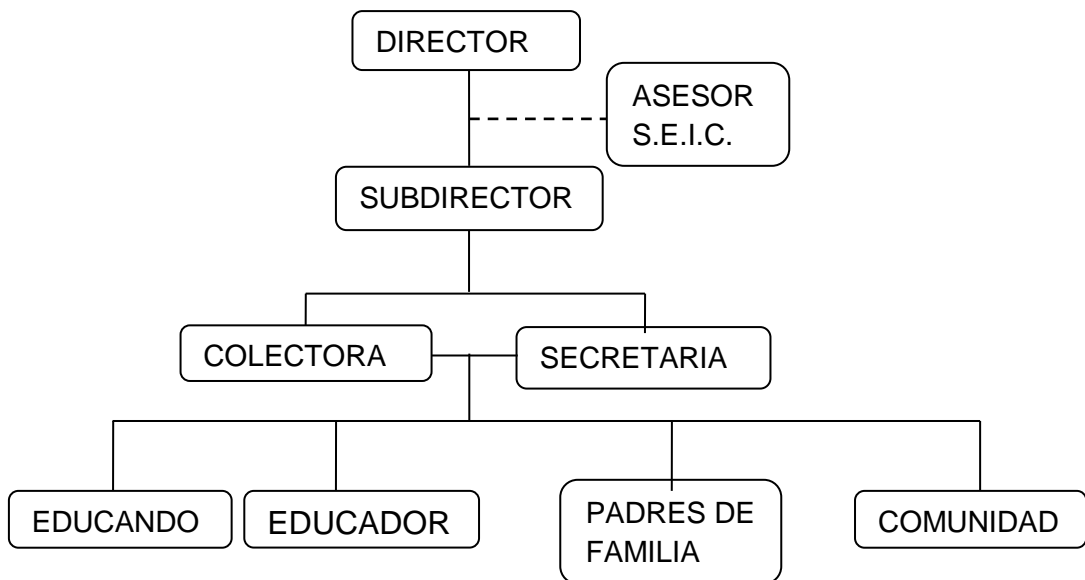 DIRECTOR
ASESOR
S.E.I.C.
SUBDIRECTOR
COLECTORA
SECRETARIA
EDUCANDO
EDUCADOR
PADRES DE
FAMILIA
COMUNIDAD